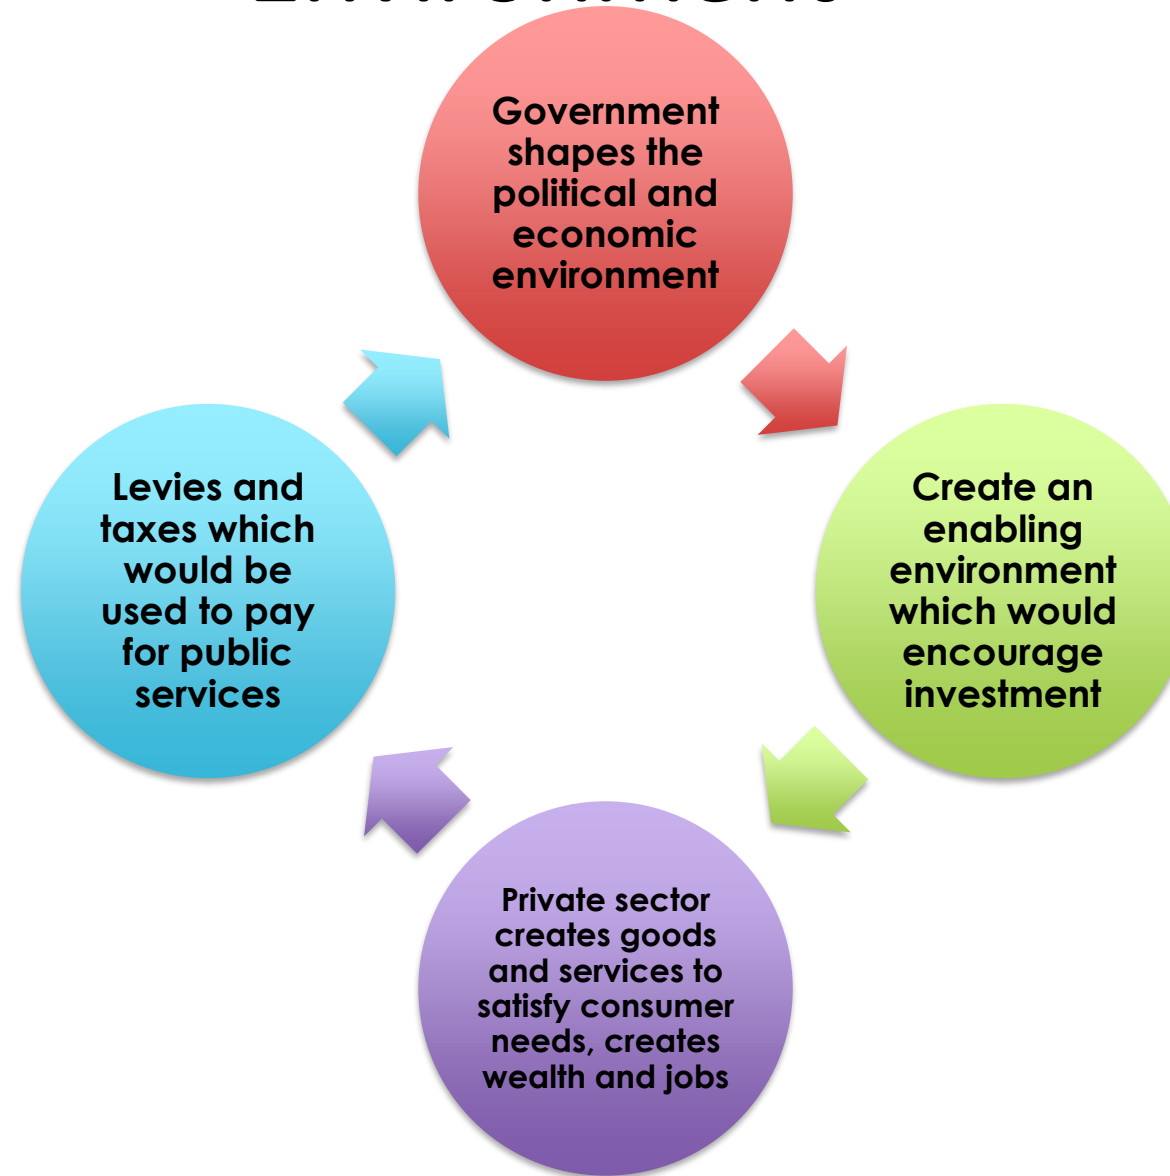 Government
shapes the
political and
economic
environment
Create an
enabling
environment
which would
encourage
investment
Private sector
creates goods
and services to
satisfy consumer
needs, creates
wealth and jobs
Levies and
taxes which
would be
used to pay
for public
services